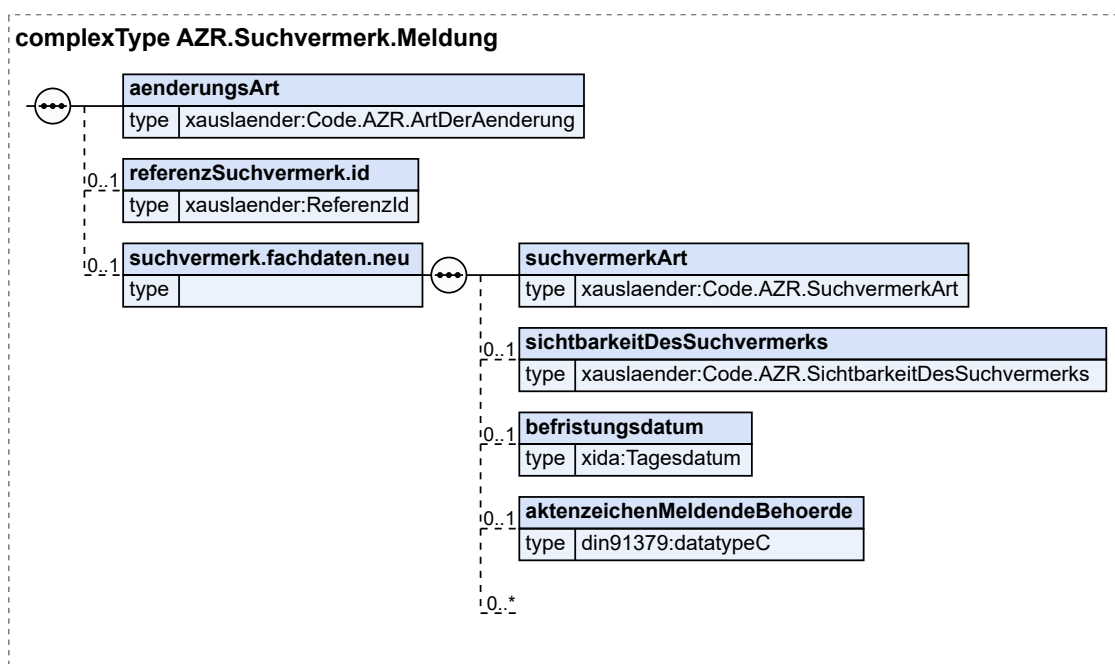 complexType AZR.Suchvermerk.Meldung
aenderungsArt
type xauslaender:Code.AZR.ArtDerAenderung
0..1 referenzSuchvermerk.id
type xauslaender:ReferenzId
0..1 suchvermerk.fachdaten.neu
type
suchvermerkArt
type xauslaender:Code.AZR.SuchvermerkArt
0..1 sichtbarkeitDesSuchvermerks
type xauslaender:Code.AZR.SichtbarkeitDesSuchvermerks
0..1 befristungsdatum
type xida:Tagesdatum
0..1 aktenzeichenMeldendeBehoerde
type din91379:datatypeC
0..*